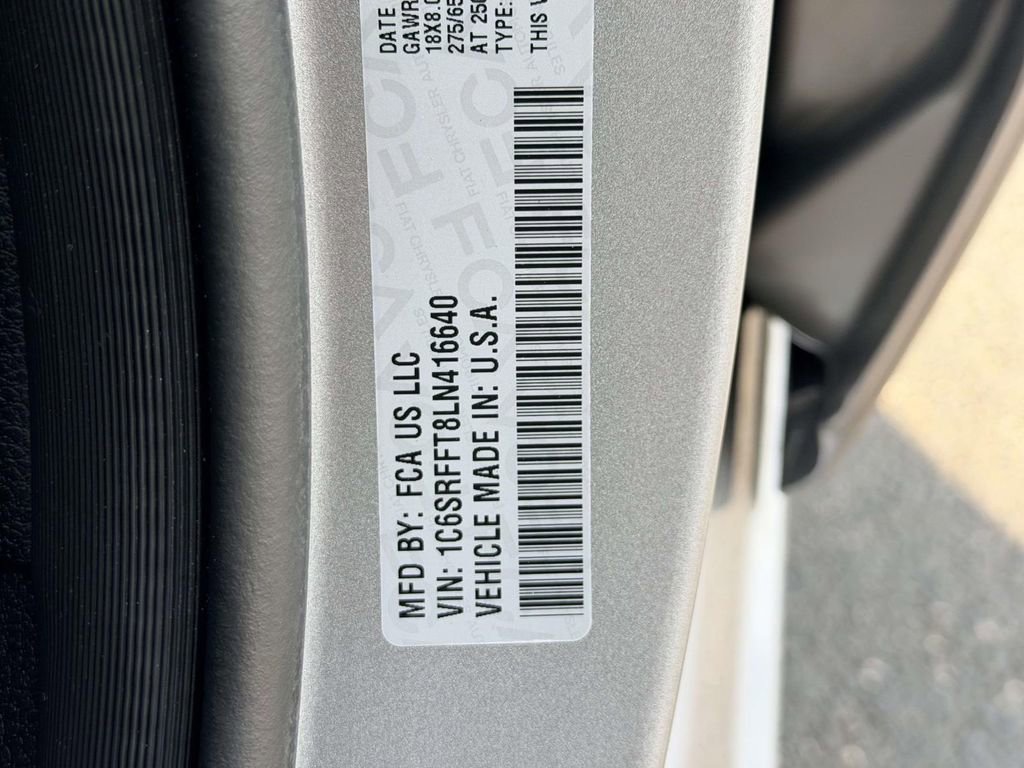 MFD BY: FCA US LLC
VIN: 1C6SRFFT8LN416640
VEHICLE MADE IN: U.S.A.
DATE
GAWR
18X8.0
275/65
AT 250
TYPE:
THIS V